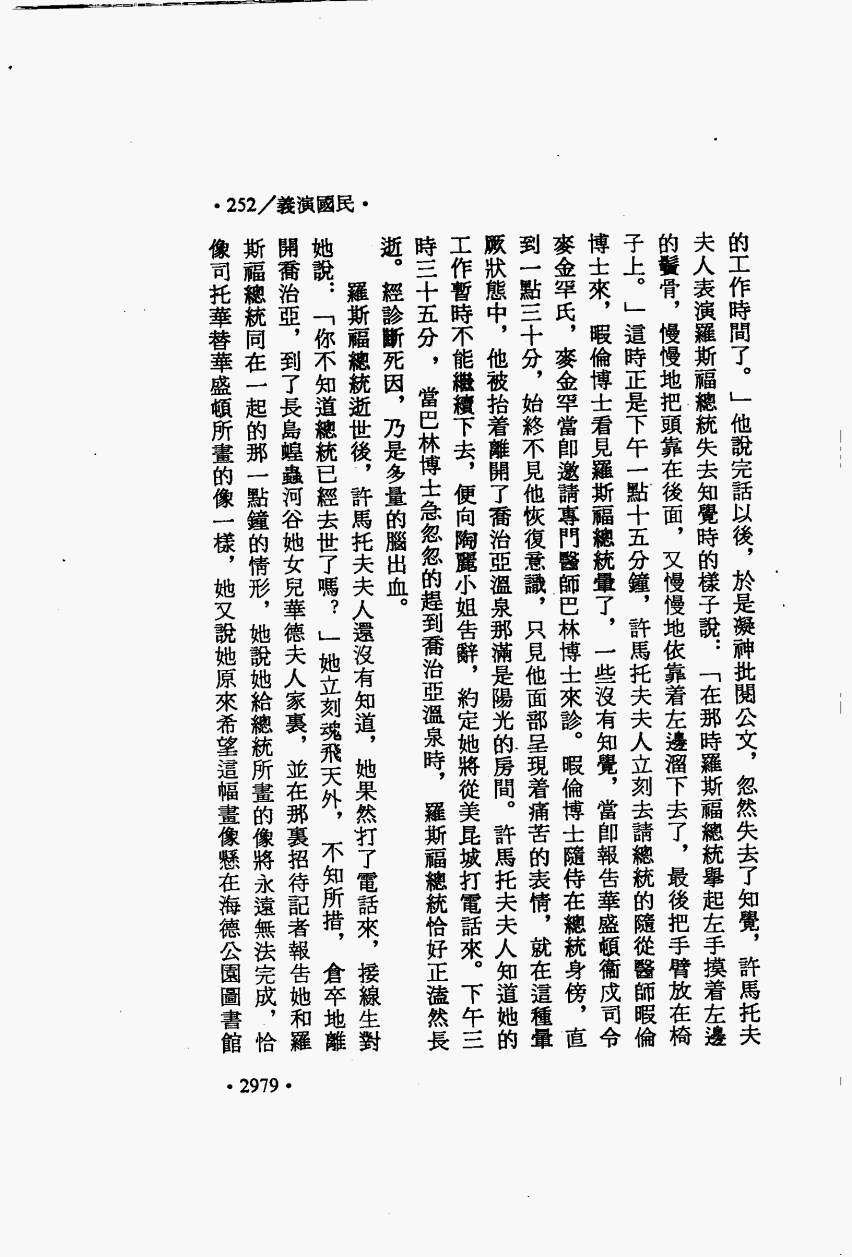 ·252／義演國民·
的工作時間了。」他說完話以後，於是凝神批閱公文，忽然失去了知覺，許馬托夫
夫人表演羅斯福總統失去知覺時的樣子說：「在那時羅斯福總統舉起左手摸着左邊
的鬢骨，慢慢地把頭靠在後面，又慢慢地依靠着左邊溜下去了，最後把手臂放在椅
子上。」這時正是下午一點十五分鐘，許馬托夫夫人立刻去請總統的隨從醫師暇倫
博士來，暇倫博士看見羅斯福總統暈了，一些沒有知覺，當卽報告華盛頓衞戍司令
麥金罕氏，麥金罕當卽邀請專門醫師巴林博士來診。暇倫博士隨侍在總統身傍，直
到一點三十分，始終不見他恢復意識，只見他面部呈現着痛苦的表情，就在這種暈
厥狀態中，他被抬着離開了喬治亞溫泉那滿是陽光的房間。許馬托夫夫人知道她的
工作暫時不能繼續下去，便向陶麗小姐告辭，約定她將從美昆城打電話來。下午三
時三十五分，當巴林博士急忽忽的趕到喬治亞溫泉時，羅斯福總統恰好正溘然長
逝。經診斷死因，乃是多量的腦出血。
羅斯福總統逝世後，許馬托夫夫人還沒有知道，她果然打了電話來，接線生對
她說：「你不知道總統已經去世了嗎？」她立刻魂飛天外，不知所措，倉卒地離
開喬治亞，到了長島蝗蟲河谷她女兒華德夫人家裏，並在那裏招待記者報告她和羅
斯福總統同在一起的那一點鐘的情形，她說她給總統所畫的像將永遠無法完成，恰
像司托華替華盛頓所畫的像一樣，她又說她原來希望這幅畫像懸在海德公園圖書館
·2979·